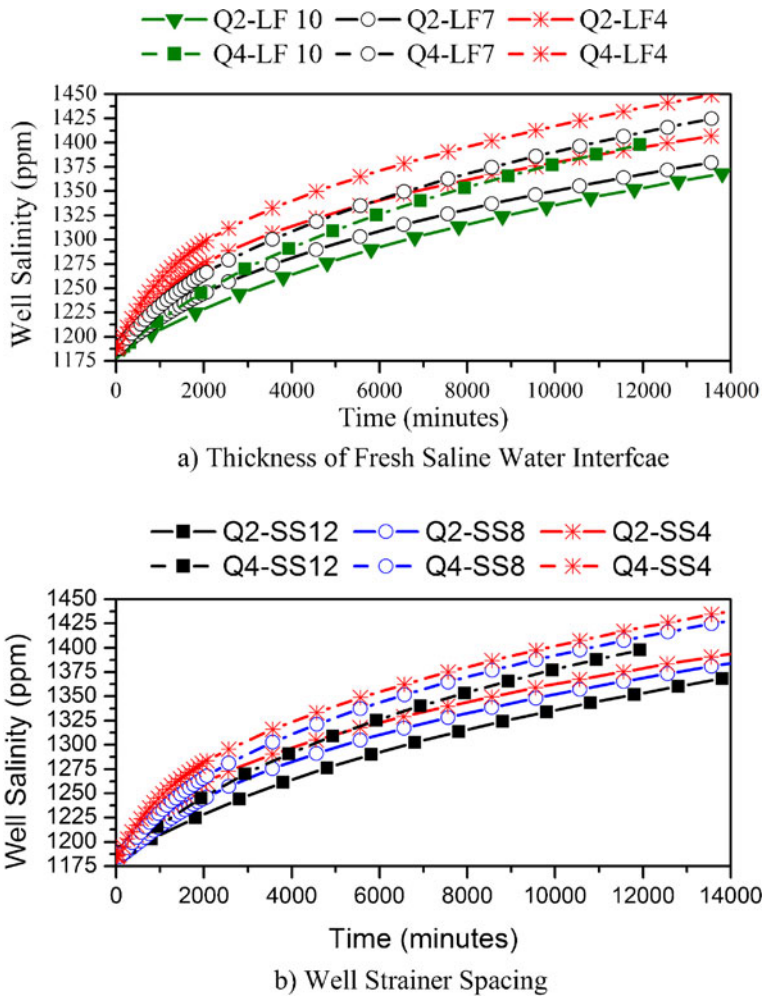 Q2-LF 10 Q2-LF7 Q2-LF4
Q4-LF 10 Q4-LF7 Q4-LF4
1450
1425
1400
1375
1350
1325
1300
1275
1250
1225
1200
1175
Well Salinity (ppm)
0 2000 4000 6000 8000 10000 12000 14000
Time (minutes)
a) Thickness of Fresh Saline Water Interfcae
Q2-SS12 Q2-SS8 Q2-SS4
Q4-SS12 Q4-SS8 Q4-SS4
1450
1425
1400
1375
1350
1325
1300
1275
1250
1225
1200
1175
Well Salinity (ppm)
0 2000 4000 6000 8000 10000 12000 14000
Time (minutes)
b) Well Strainer Spacing